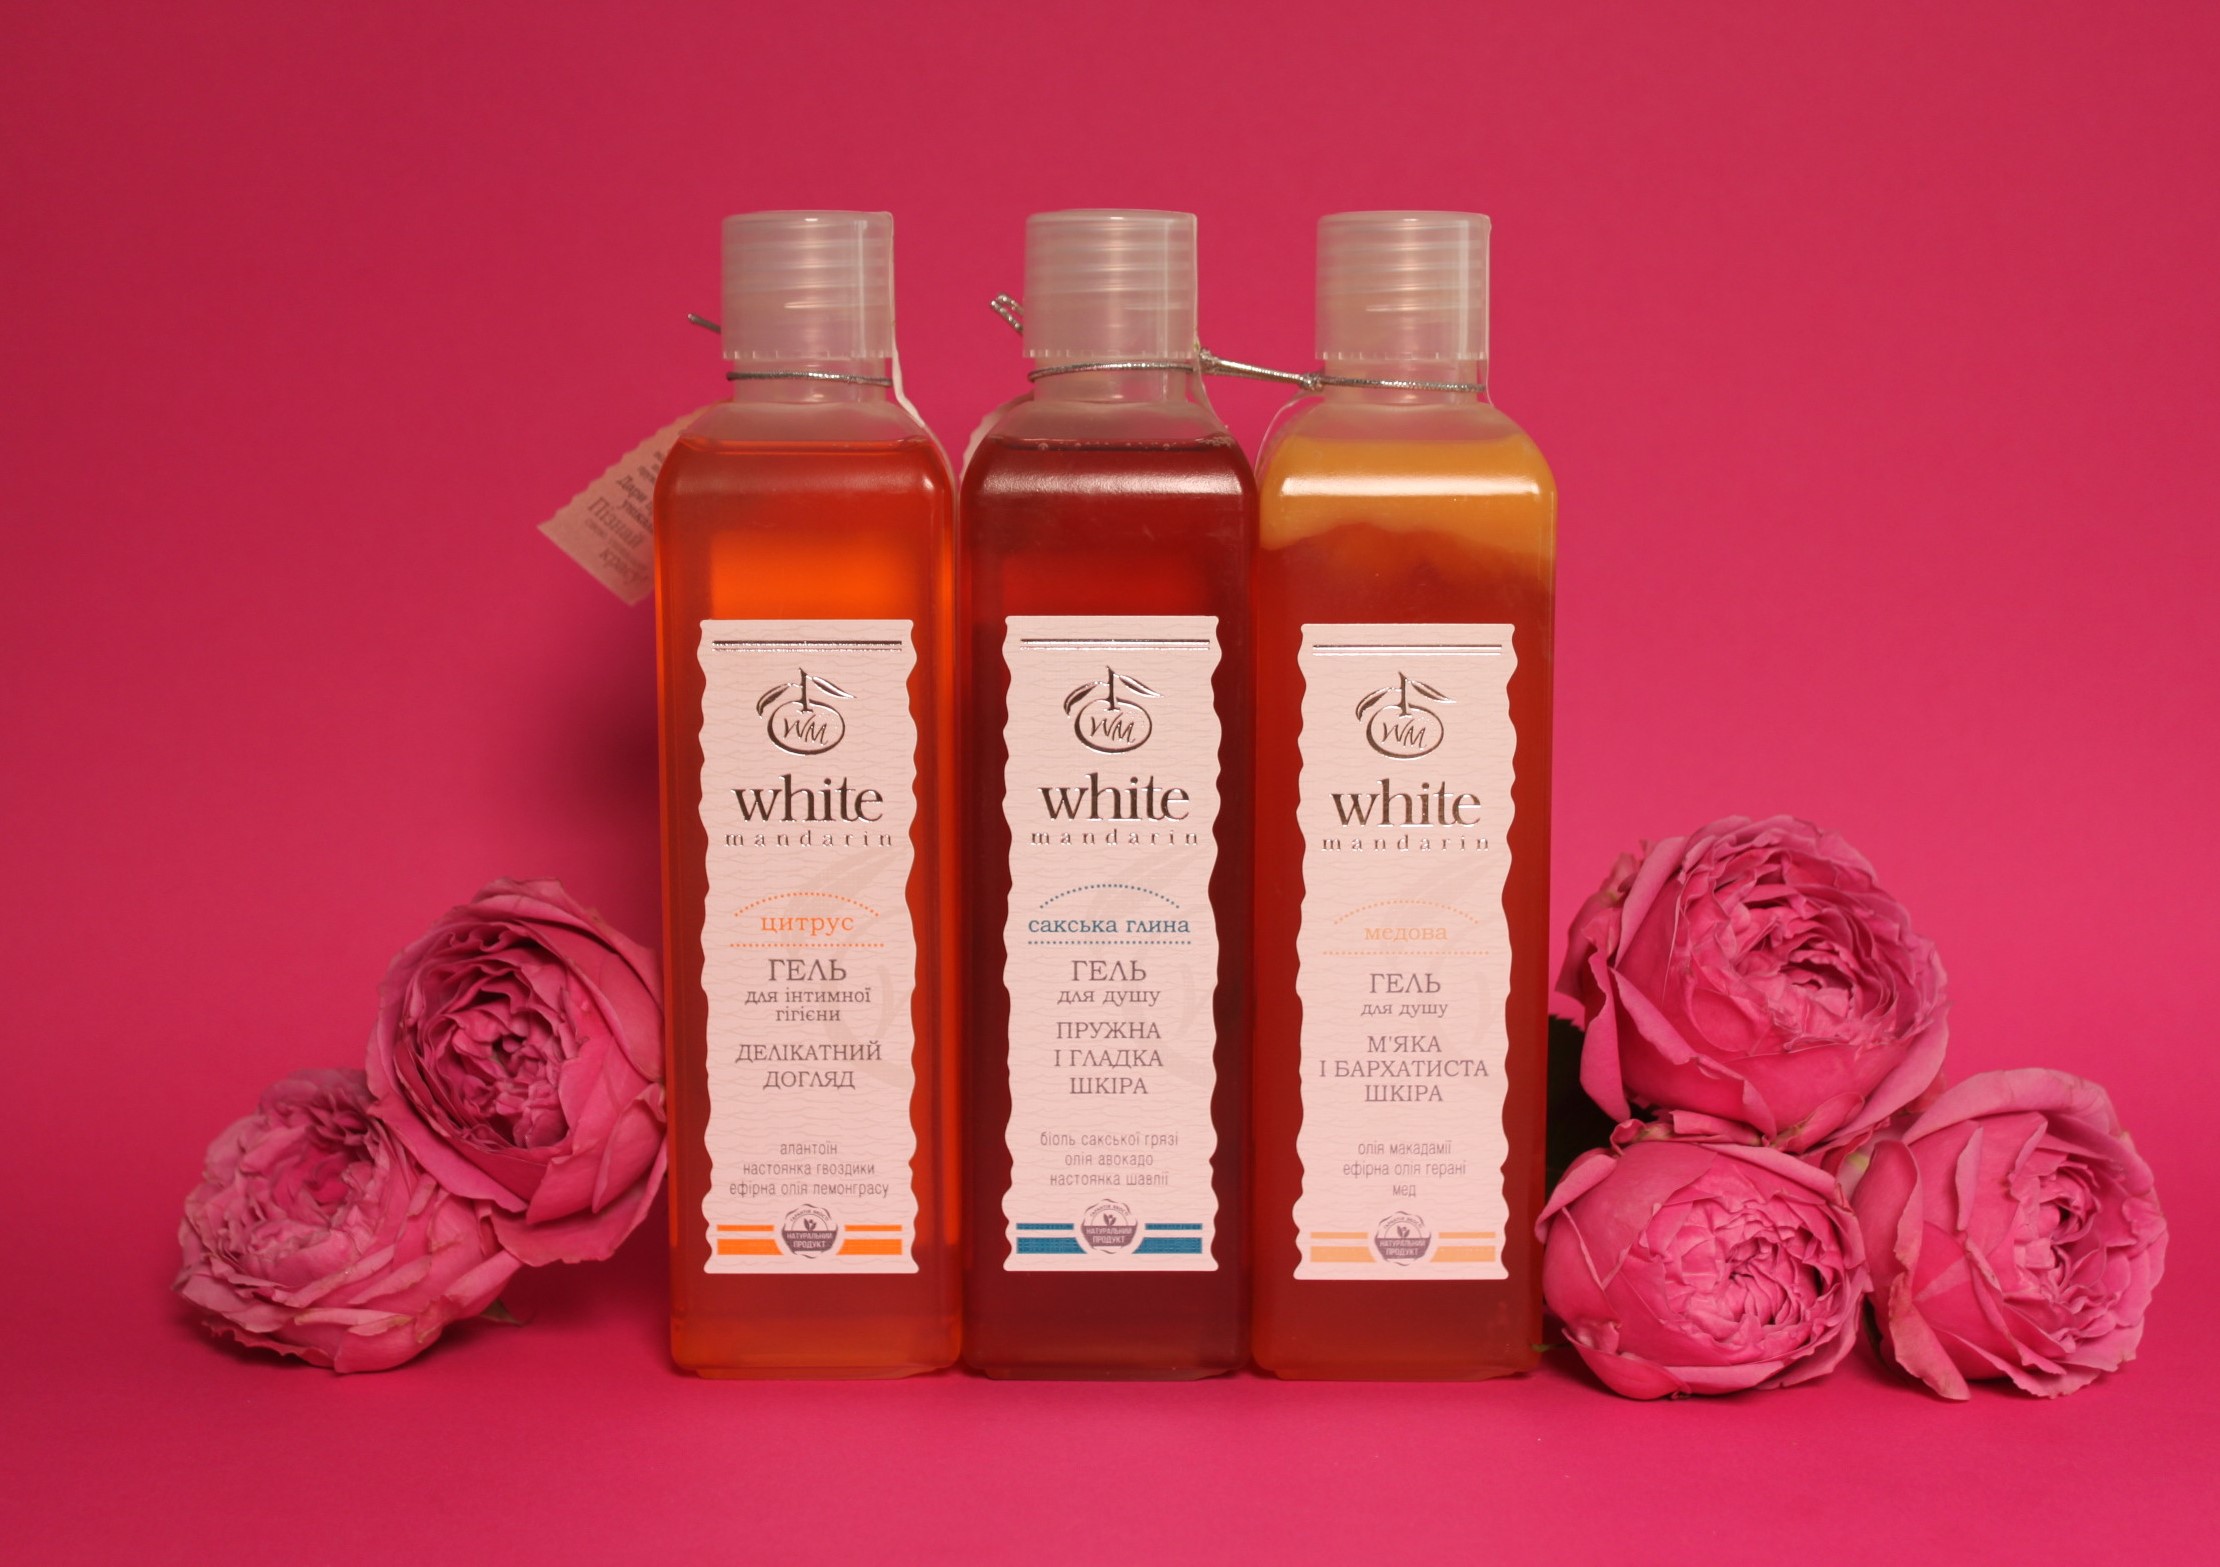 WM
white
mandarin
цитрус
ГЕЛЬ
для інтимної
гігієни
ДЕЛІКАТНИЙ
ДОГЛЯД
алантоїн
настоянка гвоздики
ефірна олія лемонграсу
НАТУРАЛЬНИЙ
ПРОДУКТ
WM
white
mandarin
сакська глина
ГЕЛЬ
для душу
ПРУЖНА
І ГЛАДКА
ШКІРА
біоль сакської грязі
олія авокадо
настоянка шавлії
НАТУРАЛЬНИЙ
ПРОДУКТ
WM
white
mandarin
медова
ГЕЛЬ
для душу
М'ЯКА
І БАРХАТИСТА
ШКІРА
олія макадамії
ефірна олія герані
мед
НАТУРАЛЬНИЙ
ПРОДУКТ
Дари
Пізнай
красу!